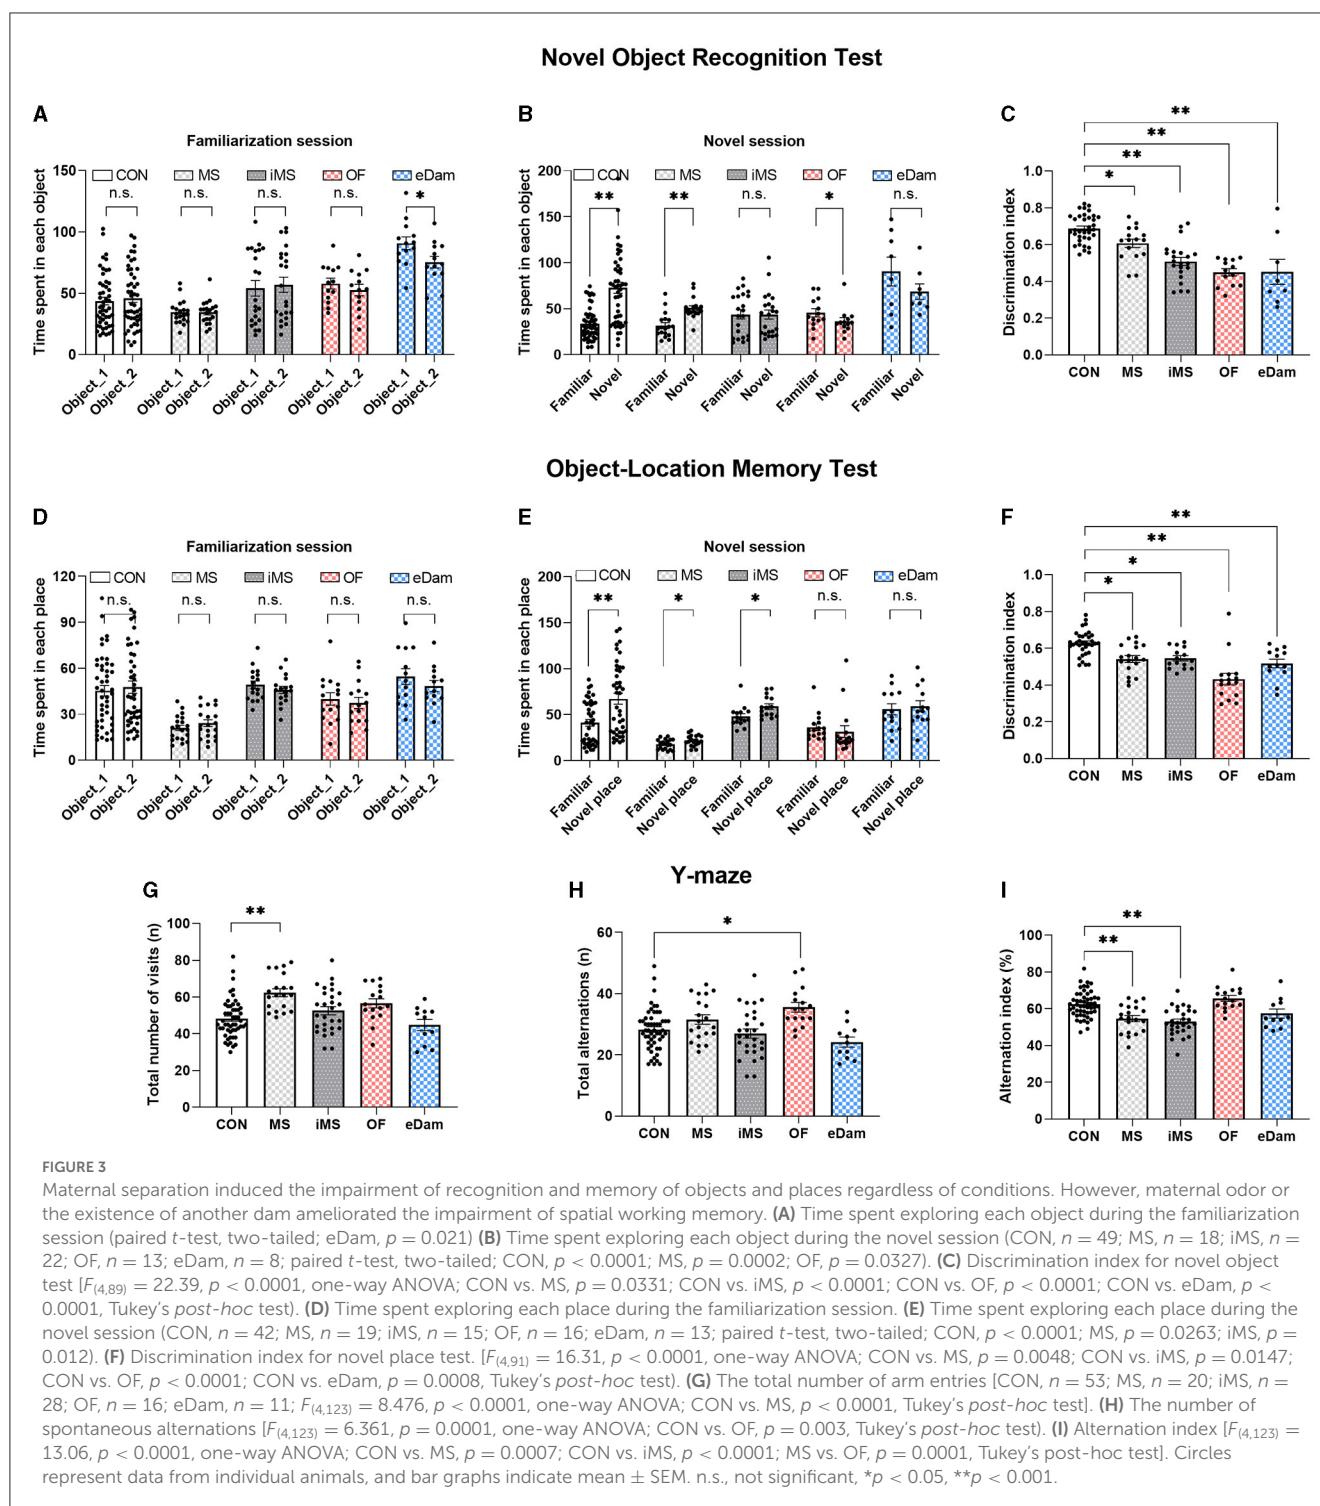 Novel Object Recognition Test
A
Familiarization session
CON MS iMS OF eDam
n.s. n.s. n.s. n.s. *
Time spent in each object
150
100
50
0
Object_1 Object_2 Object_1 Object_2 Object_1 Object_2 Object_1 Object_2 Object_1 Object_2
B
Novel session
CON MS iMS OF eDam
** ** n.s. * n.s.
Time spent in each object
200
150
100
50
0
Familiar Novel Familiar Novel Familiar Novel Familiar Novel Familiar Novel
C
**
**
**
*
Discrimination index
1.0
0.8
0.6
0.4
0.2
0.0
CON MS iMS OF eDam
Object-Location Memory Test
D
Familiarization session
CON MS iMS OF eDam
n.s. n.s. n.s. n.s. n.s.
Time spent in each place
120
90
60
30
0
Object_1 Object_2 Object_1 Object_2 Object_1 Object_2 Object_1 Object_2 Object_1 Object_2
E
Novel session
CON MS iMS OF eDam
** * * n.s. n.s.
Time spent in each place
200
150
100
50
0
Familiar Novel place Familiar Novel place Familiar Novel place Familiar Novel place Familiar Novel place
F
**
**
*
*
Discrimination index
1.0
0.8
0.6
0.4
0.2
0.0
CON MS iMS OF eDam
Y-maze
G
**
Total number of visits (n)
100
80
60
40
20
0
CON MS iMS OF eDam
H
*
Total alternations (n)
60
40
20
0
CON MS iMS OF eDam
I
**
**
Alternation index (%)
100
80
60
40
20
0
CON MS iMS OF eDam
FIGURE 3
Maternal separation induced the impairment of recognition and memory of objects and places regardless of conditions. However, maternal odor or
the existence of another dam ameliorated the impairment of spatial working memory. (A) Time spent exploring each object during the familiarization
session (paired t-test, two-tailed; eDam, p = 0.021) (B) Time spent exploring each object during the novel session (CON, n = 49; MS, n = 18; iMS, n =
22; OF, n = 13; eDam, n = 8; paired t-test, two-tailed; CON, p < 0.0001; MS, p = 0.0002; OF, p = 0.0327). (C) Discrimination index for novel object
test [F(4,89) = 22.39, p < 0.0001, one-way ANOVA; CON vs. MS, p = 0.0331; CON vs. iMS, p < 0.0001; CON vs. OF, p < 0.0001; CON vs. eDam, p <
0.0001, Tukey's post-hoc test). (D) Time spent exploring each place during the familiarization session. (E) Time spent exploring each place during the
novel session (CON, n = 42; MS, n = 19; iMS, n = 15; OF, n = 16; eDam, n = 13; paired t-test, two-tailed; CON, p < 0.0001; MS, p = 0.0263; iMS, p =
0.012). (F) Discrimination index for novel place test. [F(4,91) = 16.31, p < 0.0001, one-way ANOVA; CON vs. MS, p = 0.0048; CON vs. iMS, p = 0.0147;
CON vs. OF, p < 0.0001; CON vs. eDam, p = 0.0008, Tukey's post-hoc test). (G) The total number of arm entries [CON, n = 53; MS, n = 20; iMS, n =
28; OF, n = 16; eDam, n = 11; F(4,123) = 8.476, p < 0.0001, one-way ANOVA; CON vs. MS, p < 0.0001, Tukey's post-hoc test]. (H) The number of
spontaneous alternations [F(4,123) = 6.361, p = 0.0001, one-way ANOVA; CON vs. OF, p = 0.003, Tukey's post-hoc test). (I) Alternation index [F(4,123) =
13.06, p < 0.0001, one-way ANOVA; CON vs. MS, p = 0.0007; CON vs. iMS, p < 0.0001; MS vs. OF, p = 0.0001, Tukey's post-hoc test]. Circles
represent data from individual animals, and bar graphs indicate mean ± SEM. n.s., not significant, *p < 0.05, **p < 0.001.